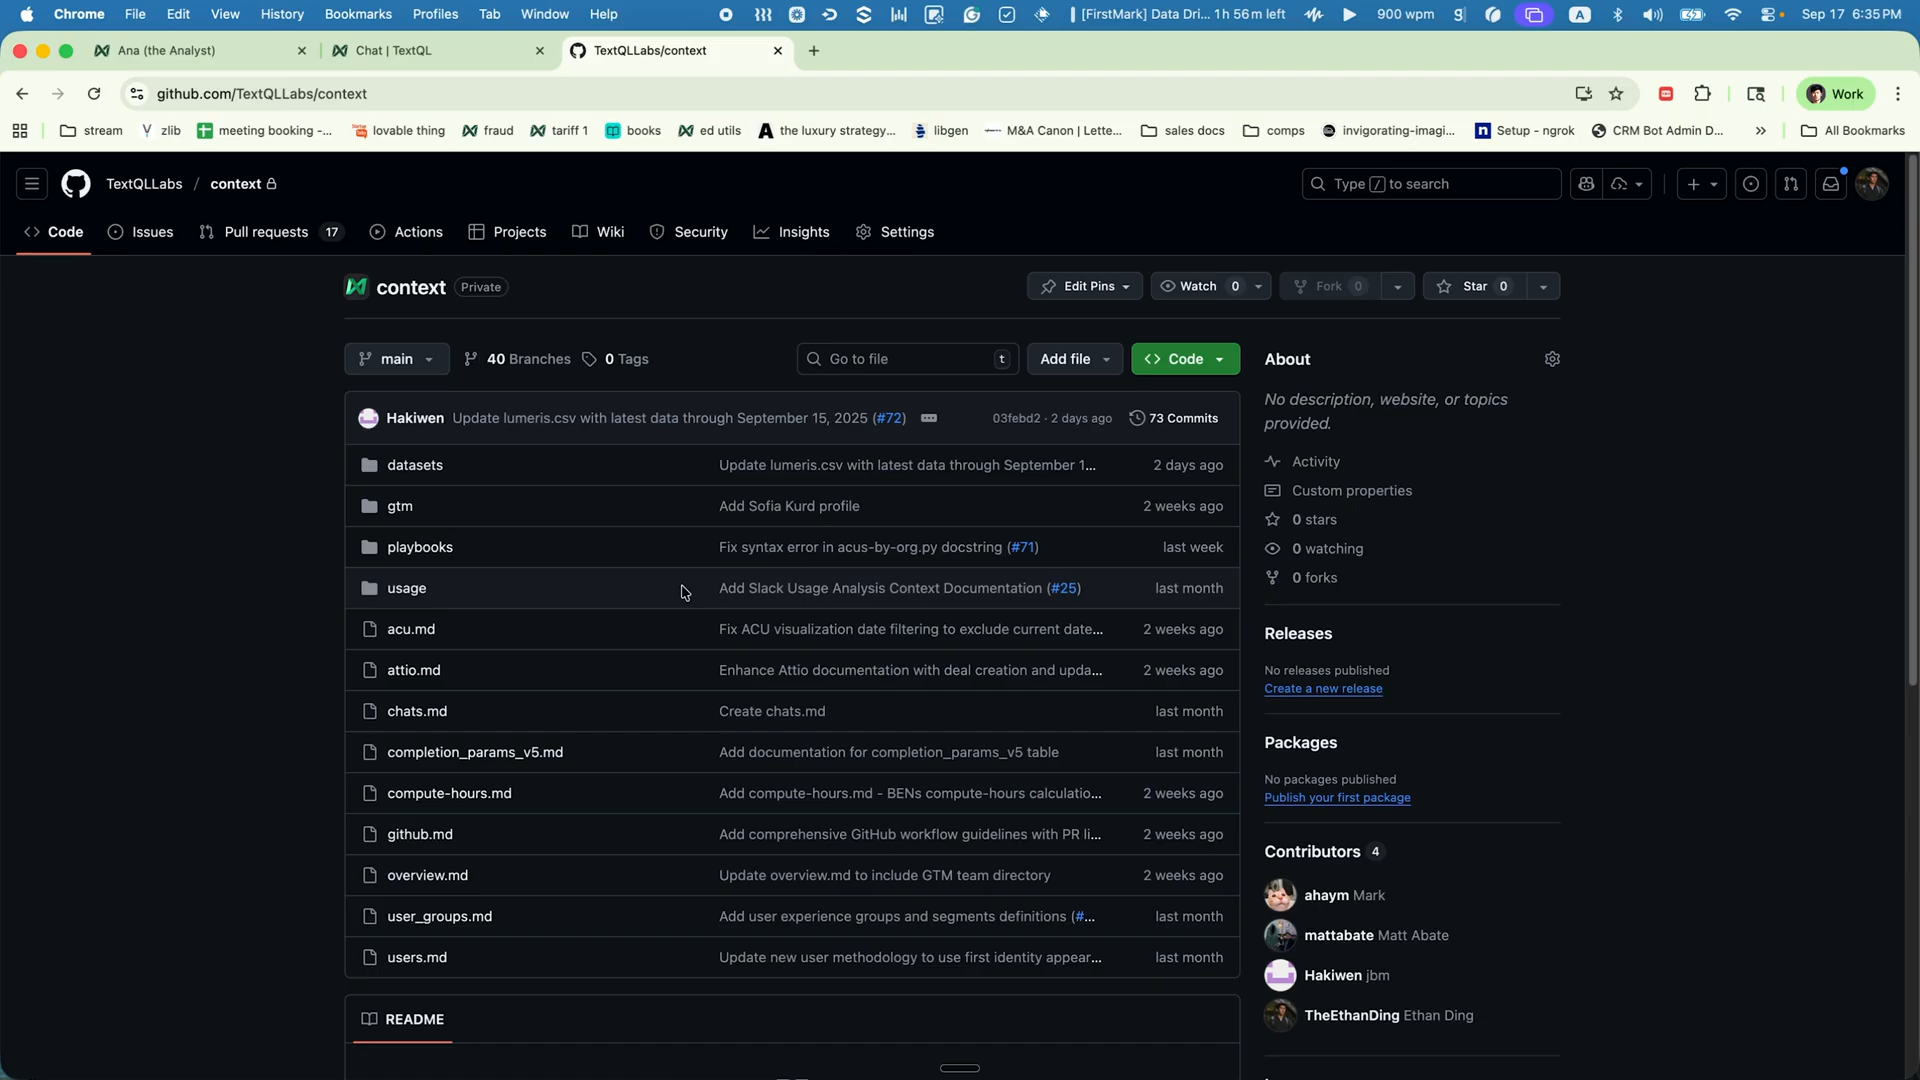 Chrome File Edit View History Bookmarks Profiles Tab Window Help [FirstMark] Data Dri... 1 h 56 m left 900 wpm Sep 17 6:35 PM
Ana (the Analyst) Chat | TextQL TextQLLabs/context
github.com/TextQLLabs/context Work
stream zlib meeting booking -... lovable thing fraud tariff 1 books ed utils the luxury strategy... libgen M&A Canon | Lette... sales docs comps invigorating-imagi... Setup - ngrok CRM Bot Admin D... All Bookmarks
TextQLLabs / context Type / to search
Code Issues Pull requests 17 Actions Projects Wiki Security Insights Settings
context Private Edit Pins Watch 0 Fork 0 Star 0
main 40 Branches 0 Tags Go to file t Add file Code
Hakiwen Update lumeris.csv with latest data through September 15, 2025 (#72) 03febd2 · 2 days ago 73 Commits
datasets Update lumeris.csv with latest data through September 1... 2 days ago
gtm Add Sofia Kurd profile 2 weeks ago
playbooks Fix syntax error in acus-by-org.py docstring (#71) last week
usage Add Slack Usage Analysis Context Documentation (#25) last month
acu.md Fix ACU visualization date filtering to exclude current date... 2 weeks ago
attio.md Enhance Attio documentation with deal creation and upda... 2 weeks ago
chats.md Create chats.md last month
completion_params_v5.md Add documentation for completion_params_v5 table last month
compute-hours.md Add compute-hours.md - BENs compute-hours calculatio... 2 weeks ago
github.md Add comprehensive GitHub workflow guidelines with PR li... 2 weeks ago
overview.md Update overview.md to include GTM team directory 2 weeks ago
user_groups.md Add user experience groups and segments definitions (#... last month
users.md Update new user methodology to use first identity appear... last month
README
About
No description, website, or topics
provided.
Activity
Custom properties
0 stars
0 watching
0 forks
Releases
No releases published
Create a new release
Packages
No packages published
Publish your first package
Contributors 4
ahaym Mark
mattabate Matt Abate
Hakiwen jbm
TheEthanDing Ethan Ding